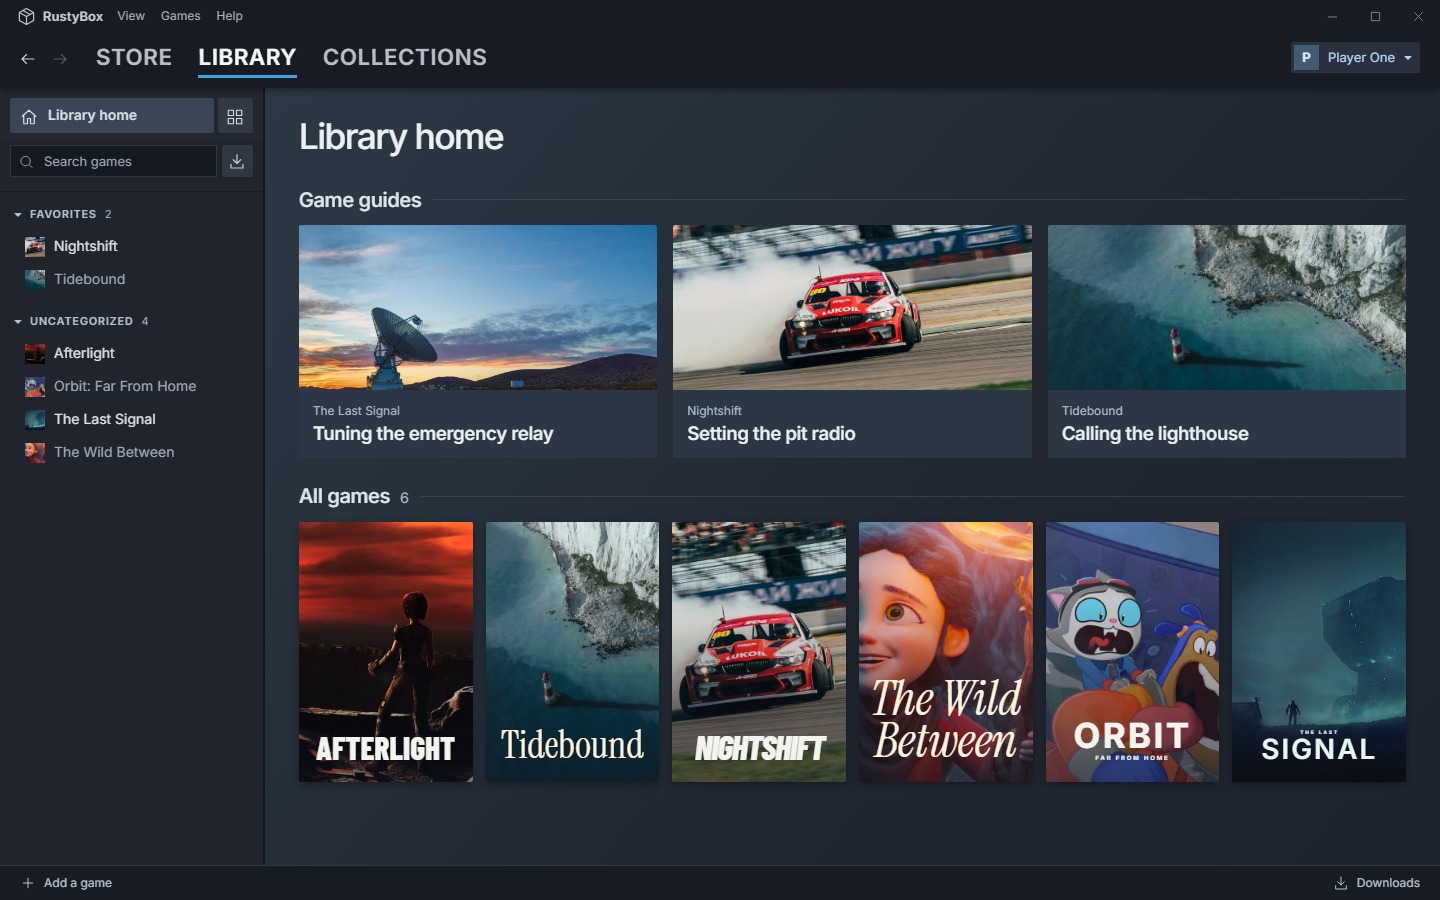 RustyBox View Games Help
STORE LIBRARY COLLECTIONS
P Player One
Library home
Search games
FAVORITES 2
Nightshift
Tidebound
UNCATEGORIZED 4
Afterlight
Orbit: Far From Home
The Last Signal
The Wild Between
Library home
Game guides
ЖИГУ
LUKOIL
The Last Signal
Tuning the emergency relay
Nightshift
Setting the pit radio
Tidebound
Calling the lighthouse
All games 6
AFTERLIGHT
Tidebound
LUKOIL
NIGHTSHIFT
The Wild
Between
ORBIT
FAR FROM HOME
THE LAST
SIGNAL
Add a game
Downloads